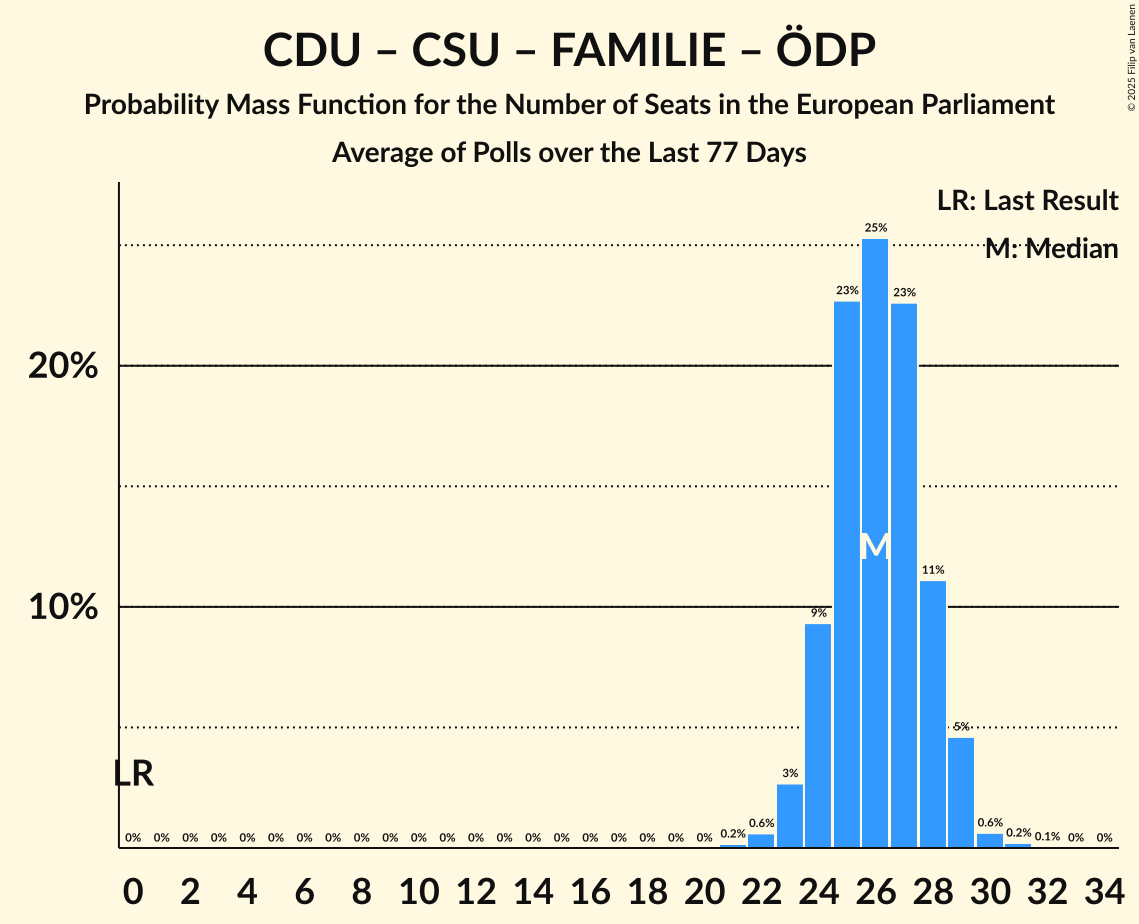 CDU – CSU – FAMILIE – ÖDP
Probability Mass Function for the Number of Seats in the European Parliament
Average of Polls over the Last 77 Days
© 2025 Filip van Laenen
LR: Last Result
M: Median
25%
23% 23%
20%
M
11%
10%
9%
5%
LR
3%
0% 0% 0% 0% 0% 0% 0% 0% 0% 0% 0% 0% 0% 0% 0% 0% 0% 0% 0% 0% 0% 0.2% 0.6% 0.6% 0.2% 0.1% 0% 0%
0 2 4 6 8 10 12 14 16 18 20 22 24 26 28 30 32 34